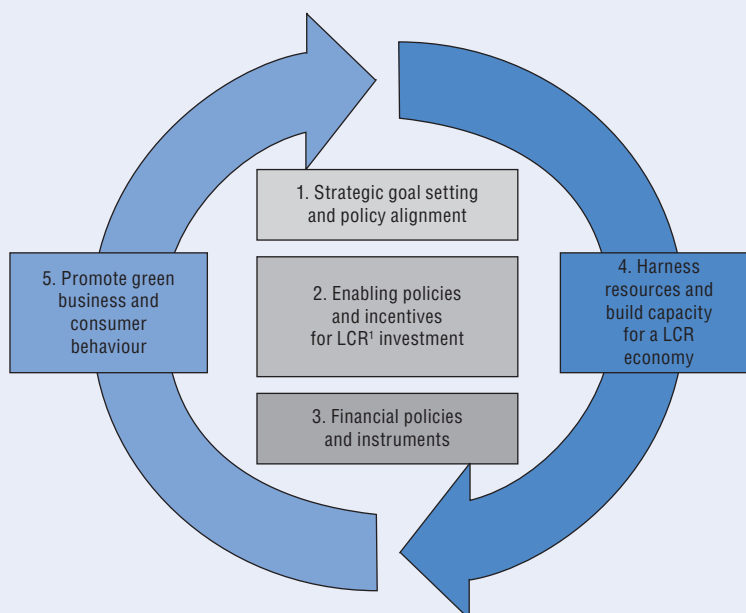 1. Strategic goal setting
and policy alignment
2. Enabling policies
and incentives
for LCR¹ investment
3. Financial policies
and instruments
4. Harness
resources and
build capacity
for a LCR
economy
5. Promote green
business and
consumer
behaviour